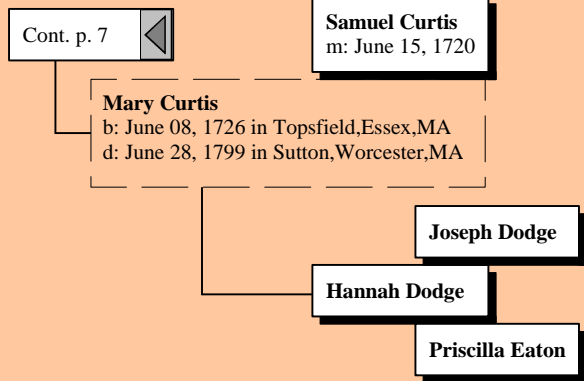 Cont. p. 7
Samuel Curtis
m: June 15, 1720
Mary Curtis
b: June 08, 1726 in Topsfield,Essex,MA
d: June 28, 1799 in Sutton,Worcester,MA
Joseph Dodge
Hannah Dodge
Priscilla Eaton